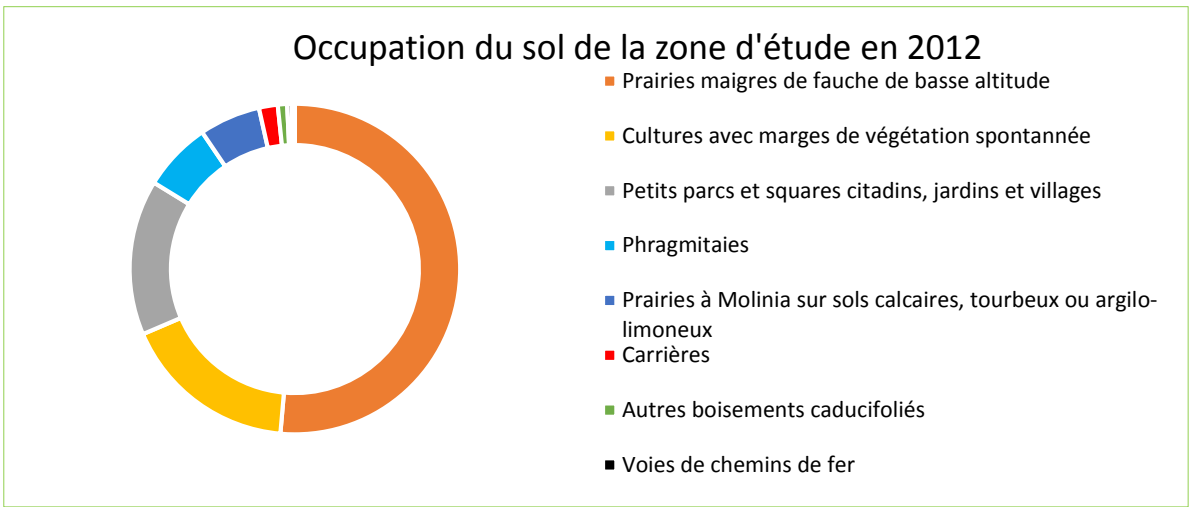 Occupation du sol de la zone d'étude en 2012
Prairies maigres de fauche de basse altitude
Cultures avec marges de végétation spontannée
Petits parcs et squares citadins, jardins et villages
Phragmitaies
Prairies à Molinia sur sols calcaires, tourbeux ou argilo-
limoneux
Carrières
Autres boisements caducifoliés
Voies de chemins de fer